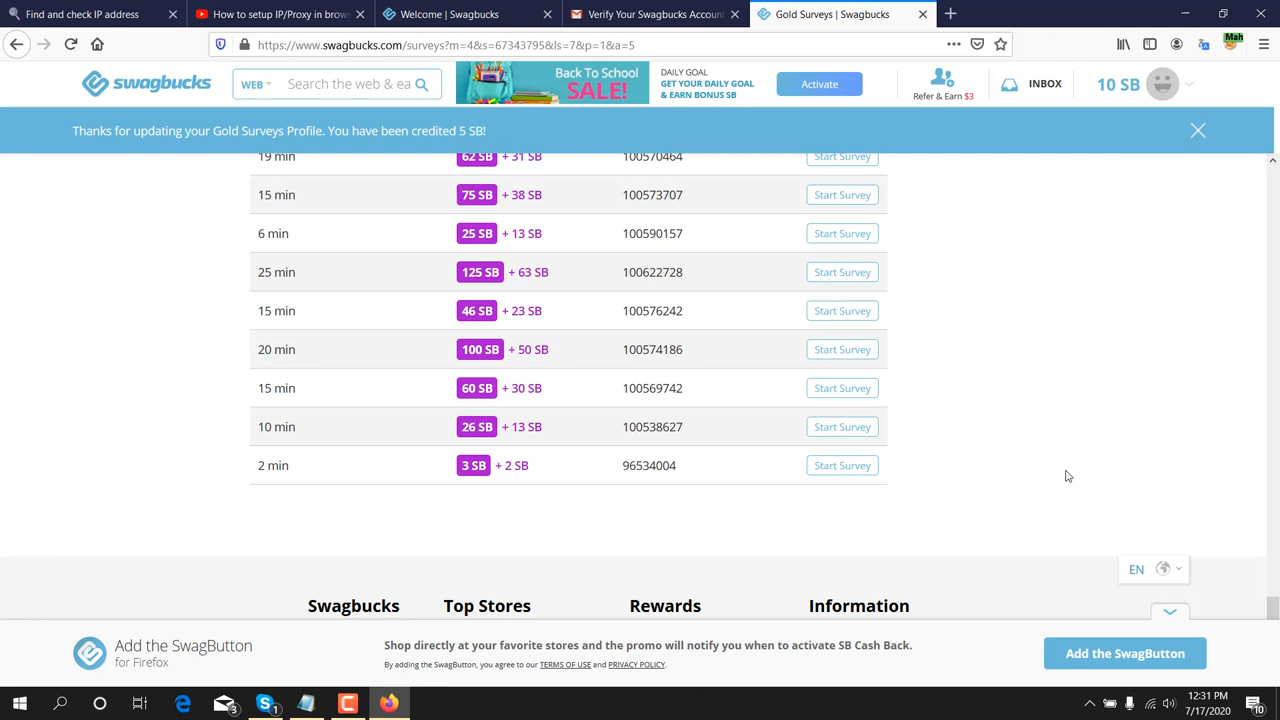 Find and check IP address
How to setup IP/Proxy in brows
Welcome | Swagbucks
Verify Your Swagbucks Account
Gold Surveys | Swagbucks
https://www.swagbucks.com/surveys?m=4&s=67343795&ls=7&p=1&a=5
Mah
swagbucks
WEB
Search the web & ea
Back To School
SALE!
DAILY GOAL
GET YOUR DAILY GOAL
& EARN BONUS SB
Activate
Refer & Earn $3
INBOX
10 SB
Thanks for updating your Gold Surveys Profile. You have been credited 5 SB!
19 min 62 SB + 31 SB 100570464 Start Survey
15 min 75 SB + 38 SB 100573707 Start Survey
6 min 25 SB + 13 SB 100590157 Start Survey
25 min 125 SB + 63 SB 100622728 Start Survey
15 min 46 SB + 23 SB 100576242 Start Survey
20 min 100 SB + 50 SB 100574186 Start Survey
15 min 60 SB + 30 SB 100569742 Start Survey
10 min 26 SB + 13 SB 100538627 Start Survey
2 min 3 SB + 2 SB 96534004 Start Survey
EN
Swagbucks Top Stores Rewards Information
Add the SwagButton
for Firefox
Shop directly at your favorite stores and the promo will notify you when to activate SB Cash Back.
By adding the SwagButton, you agree to our TERMS OF USE and PRIVACY POLICY.
Add the SwagButton
3
1
12:31 PM
7/17/2020
10